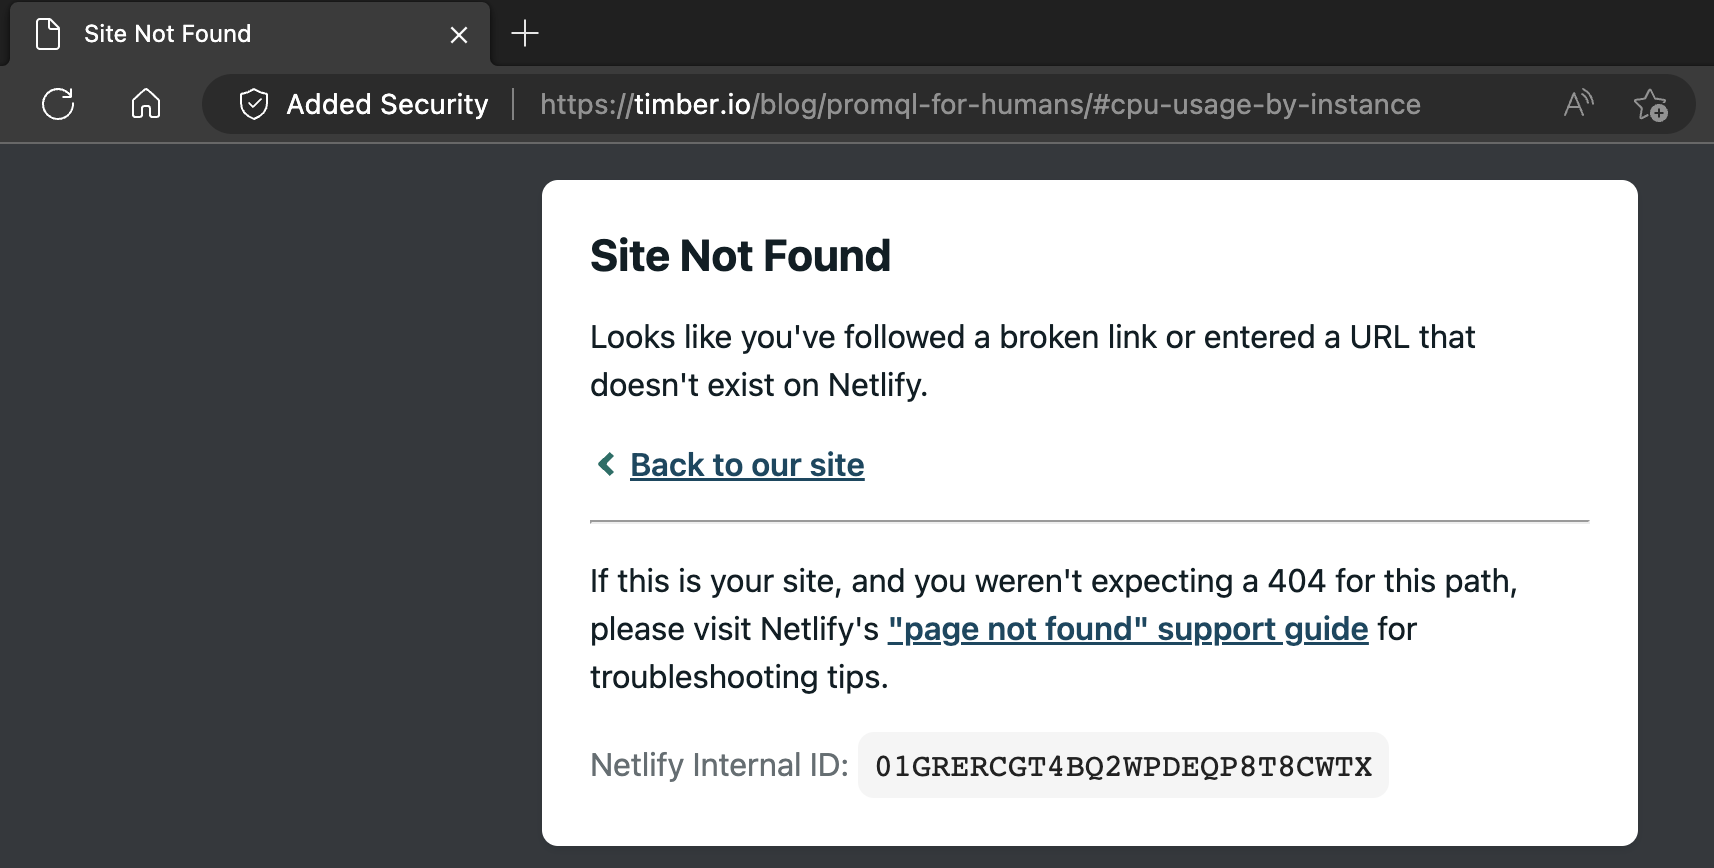 Site Not Found
Added Security https://timber.io/blog/promql-for-humans/#cpu-usage-by-instance
Site Not Found
Looks like you've followed a broken link or entered a URL that
doesn't exist on Netlify.
Back to our site
If this is your site, and you weren't expecting a 404 for this path,
please visit Netlify's "page not found" support guide for
troubleshooting tips.
Netlify Internal ID: 01GRERCGT4BQ2WPDEQP8T8CWTX